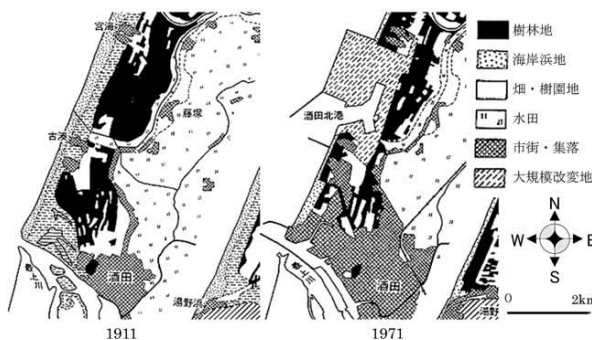 宮海
藤塚
古湊
最上川
酒田
湯野浜
1911
酒田北港
最上川
酒田
湯野
1971
樹林地
海岸浜地
畑・樹園地
水田
市街・集落
大規模改変地
N
W
E
S
0
2km